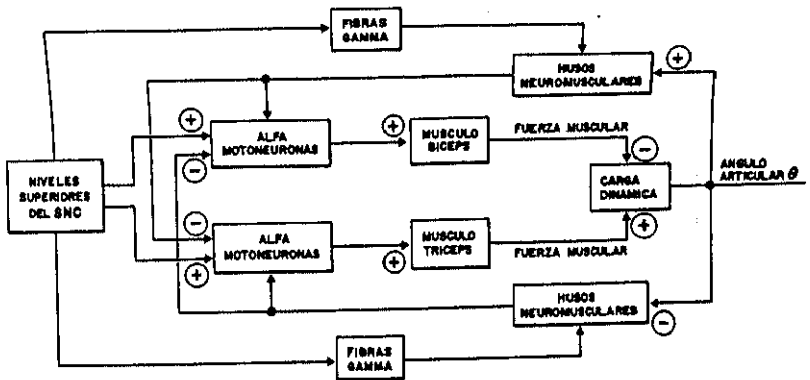 FIBRAS
GAMMA
HUSOS
NEUROMUSCULARES
+
+
ALFA
MOTONEURONAS
−
+
MUSCULO
BICEPS
FUERZA MUSCULAR
−
NIVELES
SUPERIORES
DEL SNC
CARGA
DINAMICA
ANGULO
ARTICULAR θ
−
ALFA
MOTONEURONAS
+
+
MUSCULO
TRICEPS
FUERZA MUSCULAR
+
HUSOS
NEUROMUSCULARES
−
FIBRAS
GAMMA